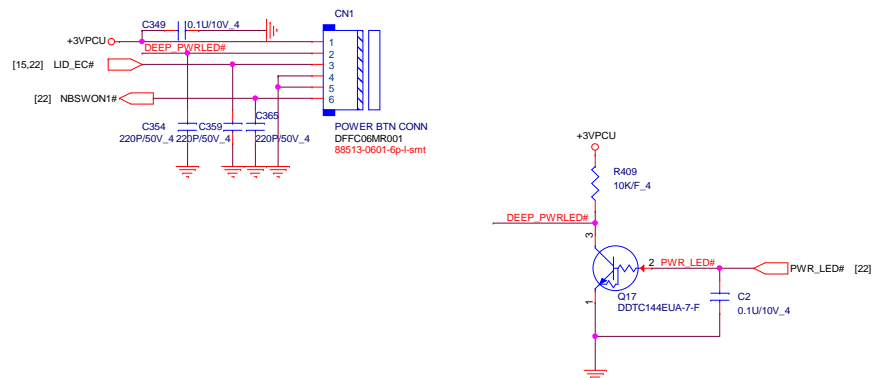 CN1
C349 0.1U/10V_4
+3VPCU
1
DEEP_PWRLED#
2
[15,22] LID_EC#
3
4
5
[22] NBSWON1#
6
C354 C359 C365
220P/50V_4 220P/50V_4 220P/50V_4
POWER BTN CONN
DFFC06MR001
88513-0601-6p-l-smt
+3VPCU
R409
10K/F_4
DEEP_PWRLED#
3
2 PWR_LED#
PWR_LED# [22]
1
Q17
DDTC144EUA-7-F
C2
0.1U/10V_4